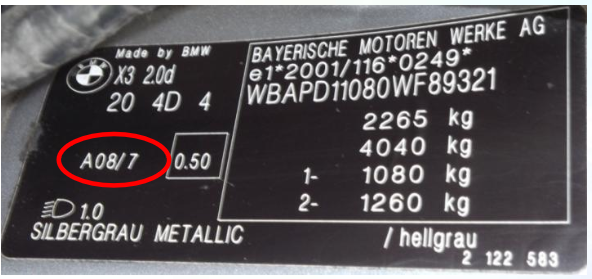 Made by BMW
X3 2.0d
20 4D 4
A08/7 0.50
1.0
SILBERGRAU METALLIC / hellgrau
BAYERISCHE MOTOREN WERKE AG
e1*2001/116*0249*
WBAPD11080WF89321
2265 kg
4040 kg
1- 1080 kg
2- 1260 kg
2 122 583